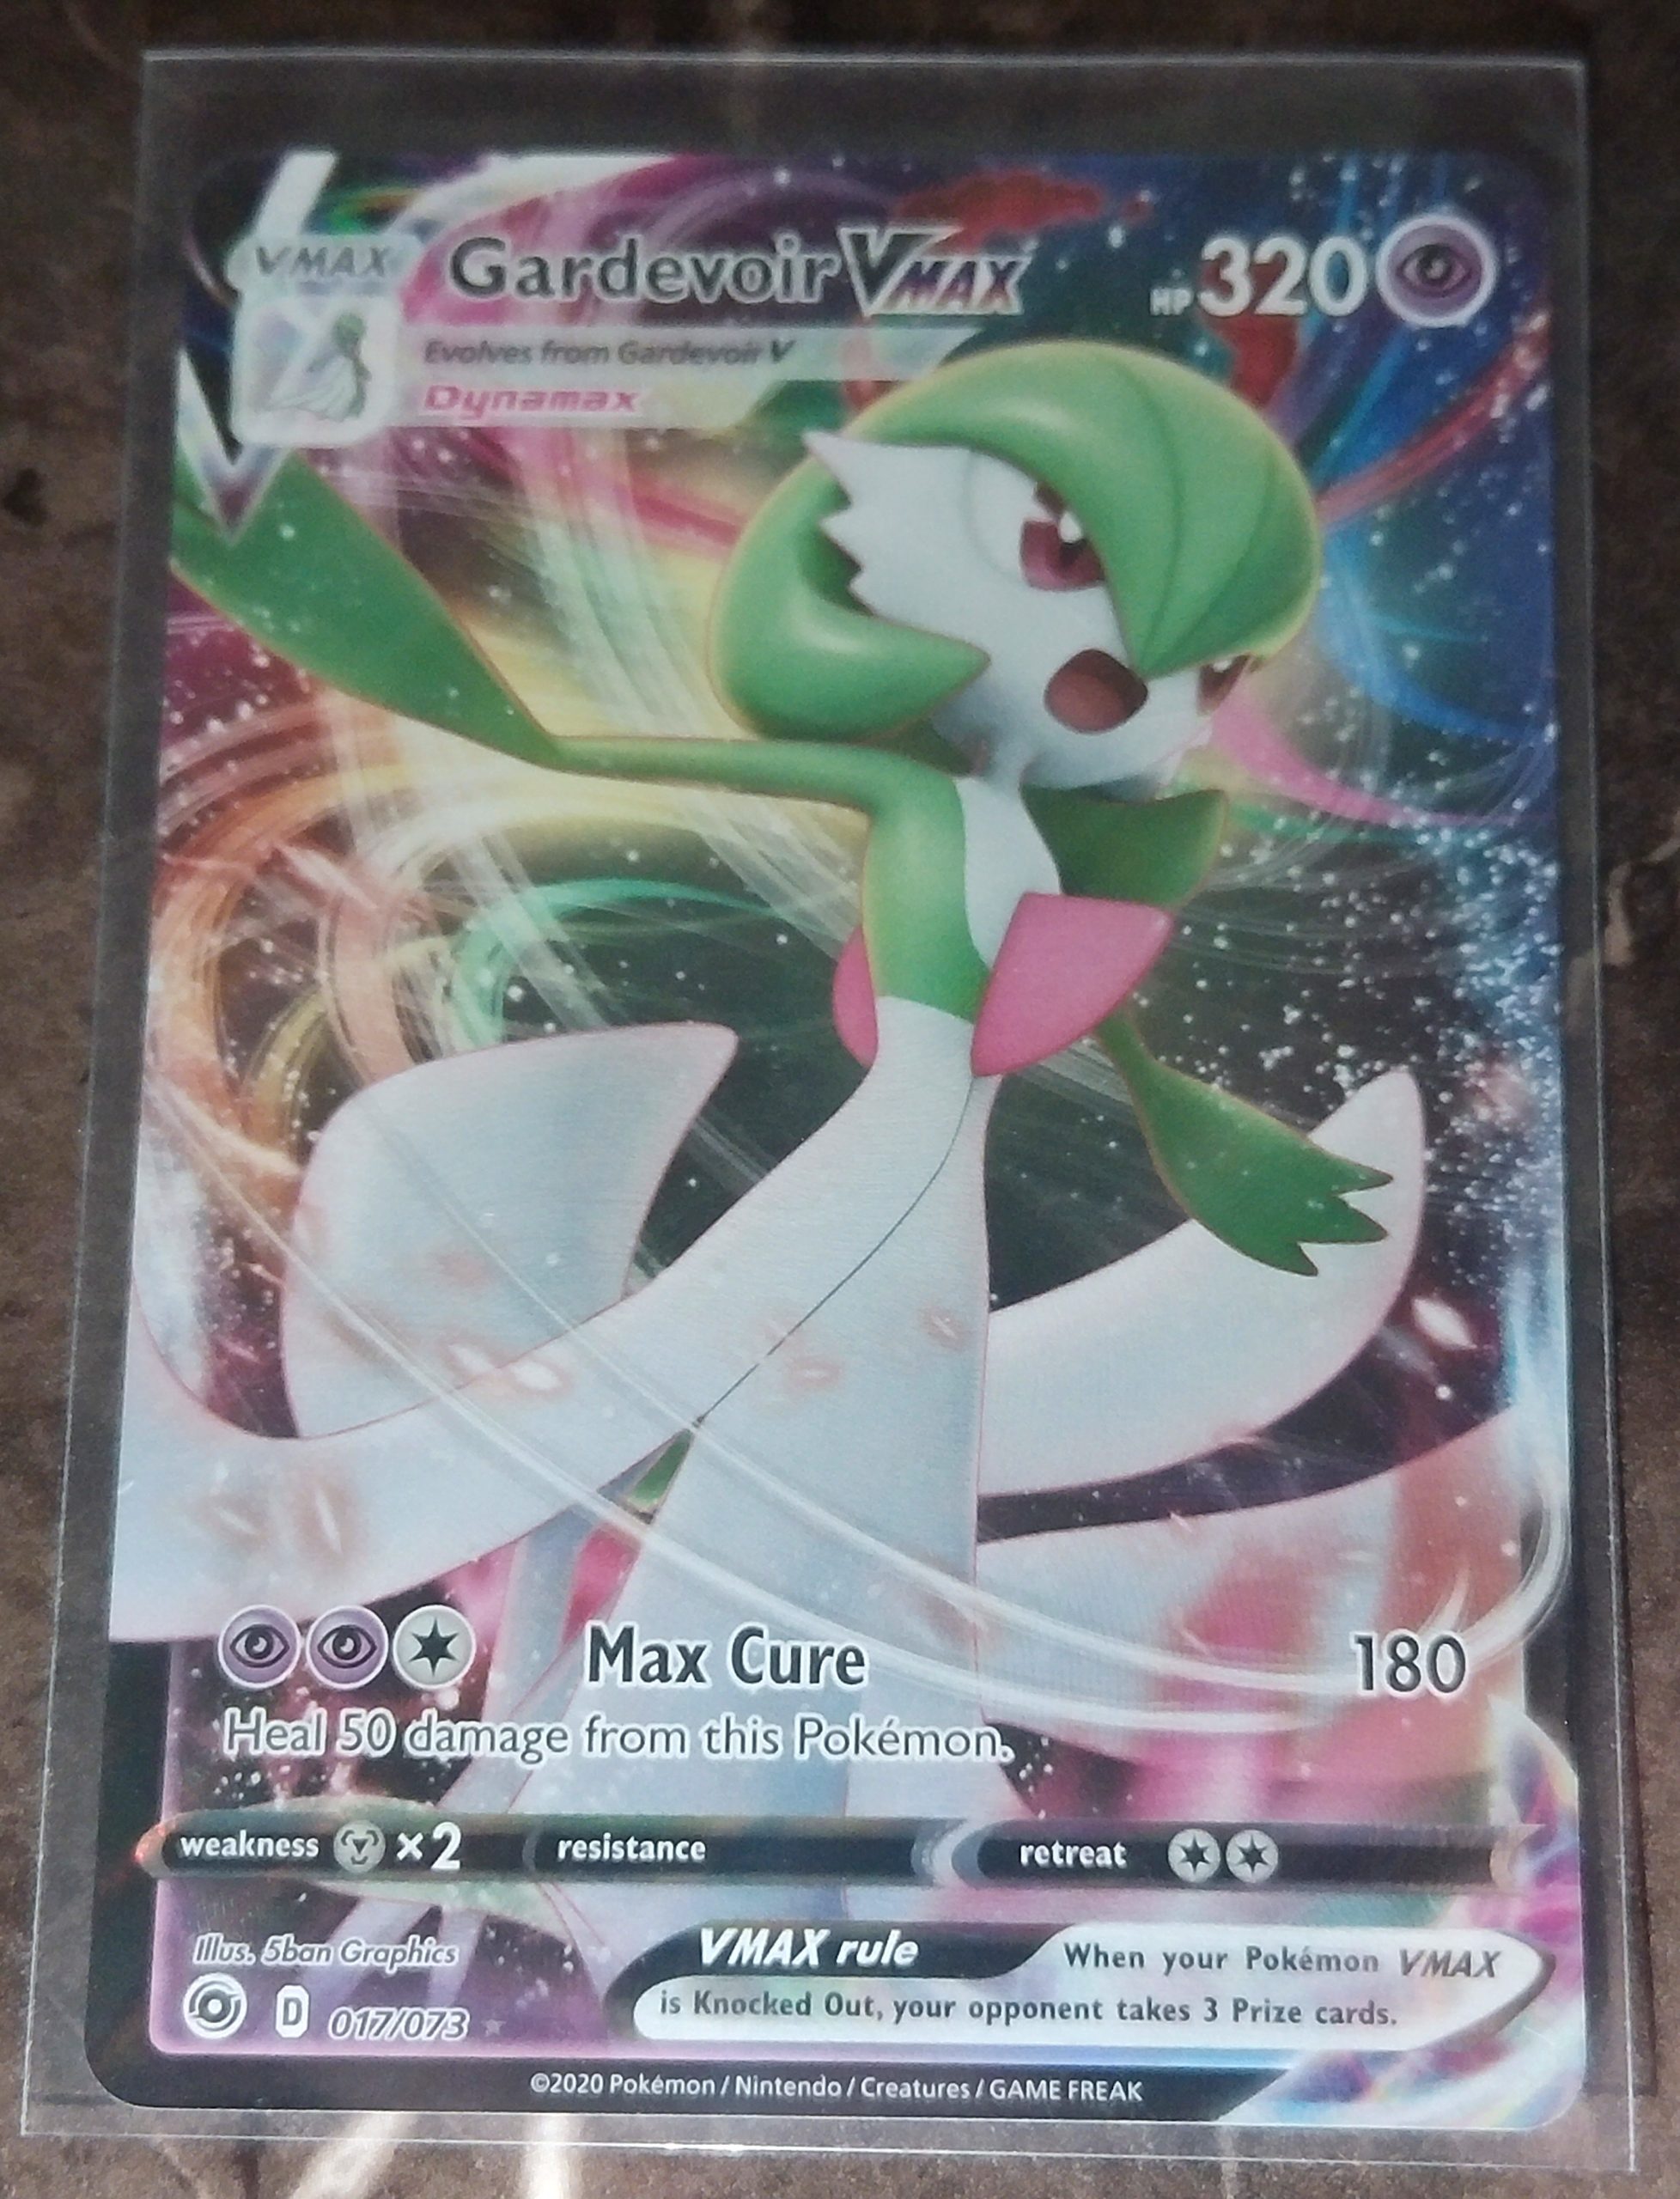 VMAX
Gardevoir VMAX HP 320
Evolves from Gardevoir V
Dynamax
Max Cure 180
Heal 50 damage from this Pokémon.
weakness ×2 resistance retreat
Illus. 5ban Graphics
VMAX rule When your Pokémon VMAX
is Knocked Out, your opponent takes 3 Prize cards.
D 017/073
©2020 Pokémon / Nintendo / Creatures / GAME FREAK